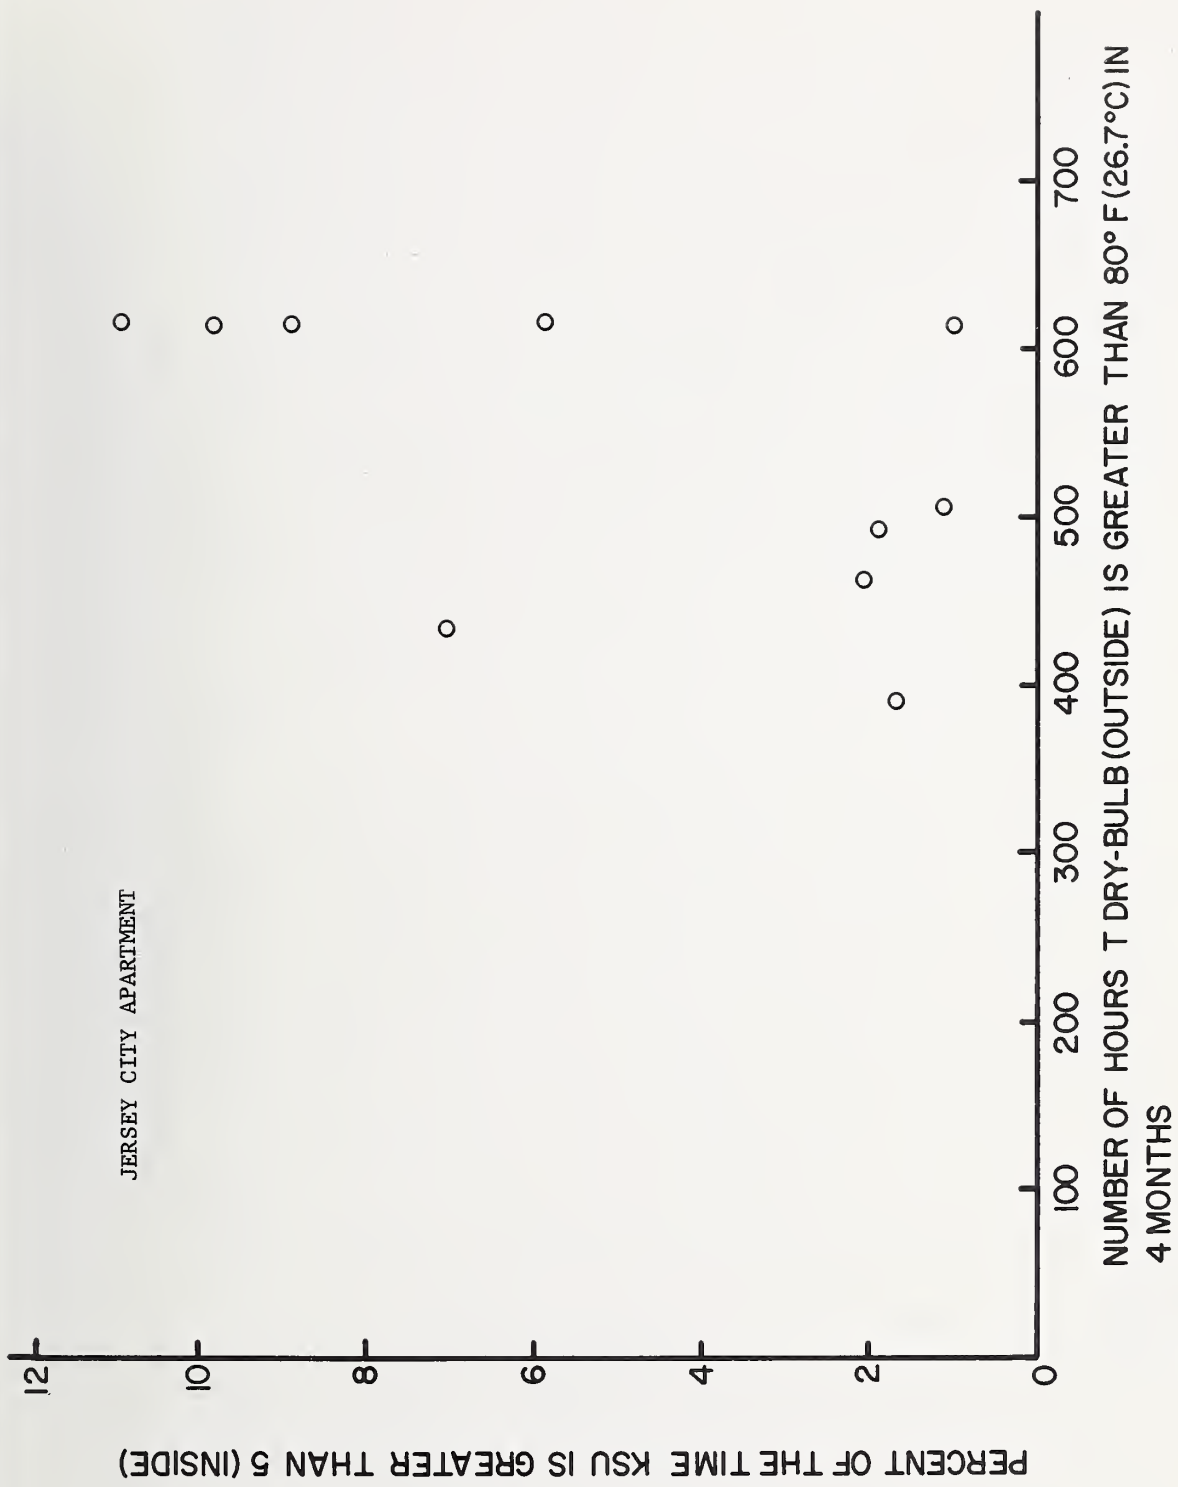 JERSEY CITY APARTMENT
PERCENT OF THE TIME KSU IS GREATER THAN 5 (INSIDE)
12
10
8
6
4
2
0
100 200 300 400 500 600 700
NUMBER OF HOURS T DRY-BULB (OUTSIDE) IS GREATER THAN 80° F (26.7°C) IN
4 MONTHS